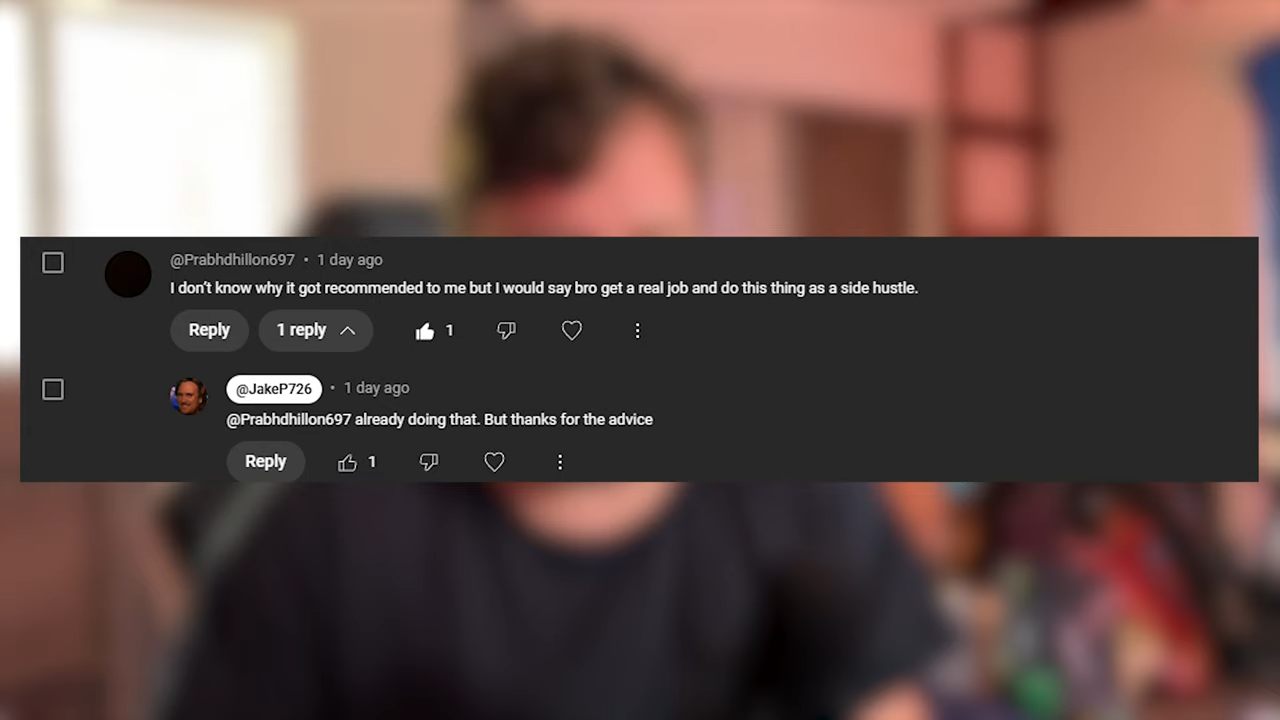 @Prabhdhillon697 • 1 day ago
I don't know why it got recommended to me but I would say bro get a real job and do this thing as a side hustle.
Reply 1 reply 1
@JakeP726 • 1 day ago
@Prabhdhillon697 already doing that. But thanks for the advice
Reply 1